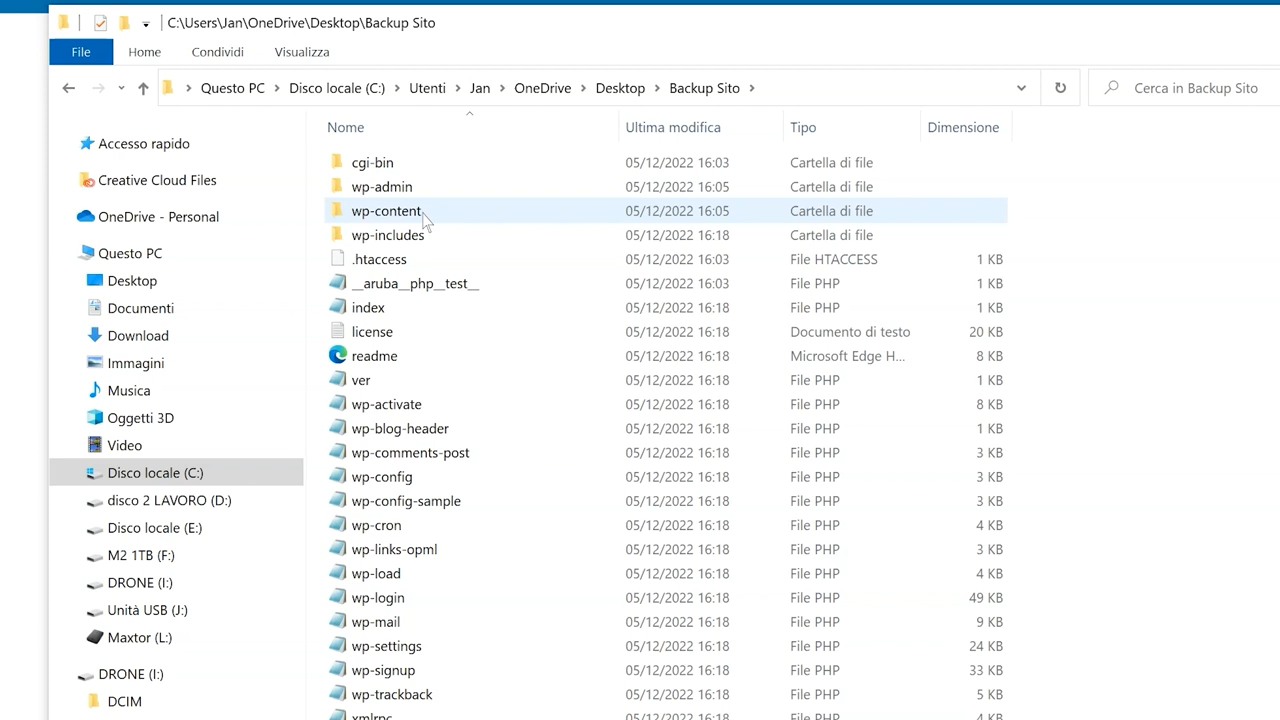 C:\Users\Jan\OneDrive\Desktop\Backup Sito
File Home Condividi Visualizza
Questo PC Disco locale (C:) Utenti Jan OneDrive Desktop Backup Sito Cerca in Backup Sito
Nome Ultima modifica Tipo Dimensione
Accesso rapido
Creative Cloud Files
OneDrive - Personal
Questo PC
Desktop
Documenti
Download
Immagini
Musica
Oggetti 3D
Video
Disco locale (C:)
disco 2 LAVORO (D:)
Disco locale (E:)
M2 1TB (F:)
DRONE (I:)
Unità USB (J:)
Maxtor (L:)
DRONE (I:)
DCIM
cgi-bin 05/12/2022 16:03 Cartella di file
wp-admin 05/12/2022 16:05 Cartella di file
wp-content 05/12/2022 16:05 Cartella di file
wp-includes 05/12/2022 16:18 Cartella di file
.htaccess 05/12/2022 16:03 File HTACCESS 1 KB
__aruba__php__test__ 05/12/2022 16:03 File PHP 1 KB
index 05/12/2022 16:18 File PHP 1 KB
license 05/12/2022 16:18 Documento di testo 20 KB
readme 05/12/2022 16:18 Microsoft Edge H... 8 KB
ver 05/12/2022 16:18 File PHP 1 KB
wp-activate 05/12/2022 16:18 File PHP 8 KB
wp-blog-header 05/12/2022 16:18 File PHP 1 KB
wp-comments-post 05/12/2022 16:18 File PHP 3 KB
wp-config 05/12/2022 16:18 File PHP 3 KB
wp-config-sample 05/12/2022 16:18 File PHP 3 KB
wp-cron 05/12/2022 16:18 File PHP 4 KB
wp-links-opml 05/12/2022 16:18 File PHP 3 KB
wp-load 05/12/2022 16:18 File PHP 4 KB
wp-login 05/12/2022 16:18 File PHP 49 KB
wp-mail 05/12/2022 16:18 File PHP 9 KB
wp-settings 05/12/2022 16:18 File PHP 24 KB
wp-signup 05/12/2022 16:18 File PHP 33 KB
wp-trackback 05/12/2022 16:18 File PHP 5 KB
xmlrpc 05/12/2022 16:18 File PHP 4 KB